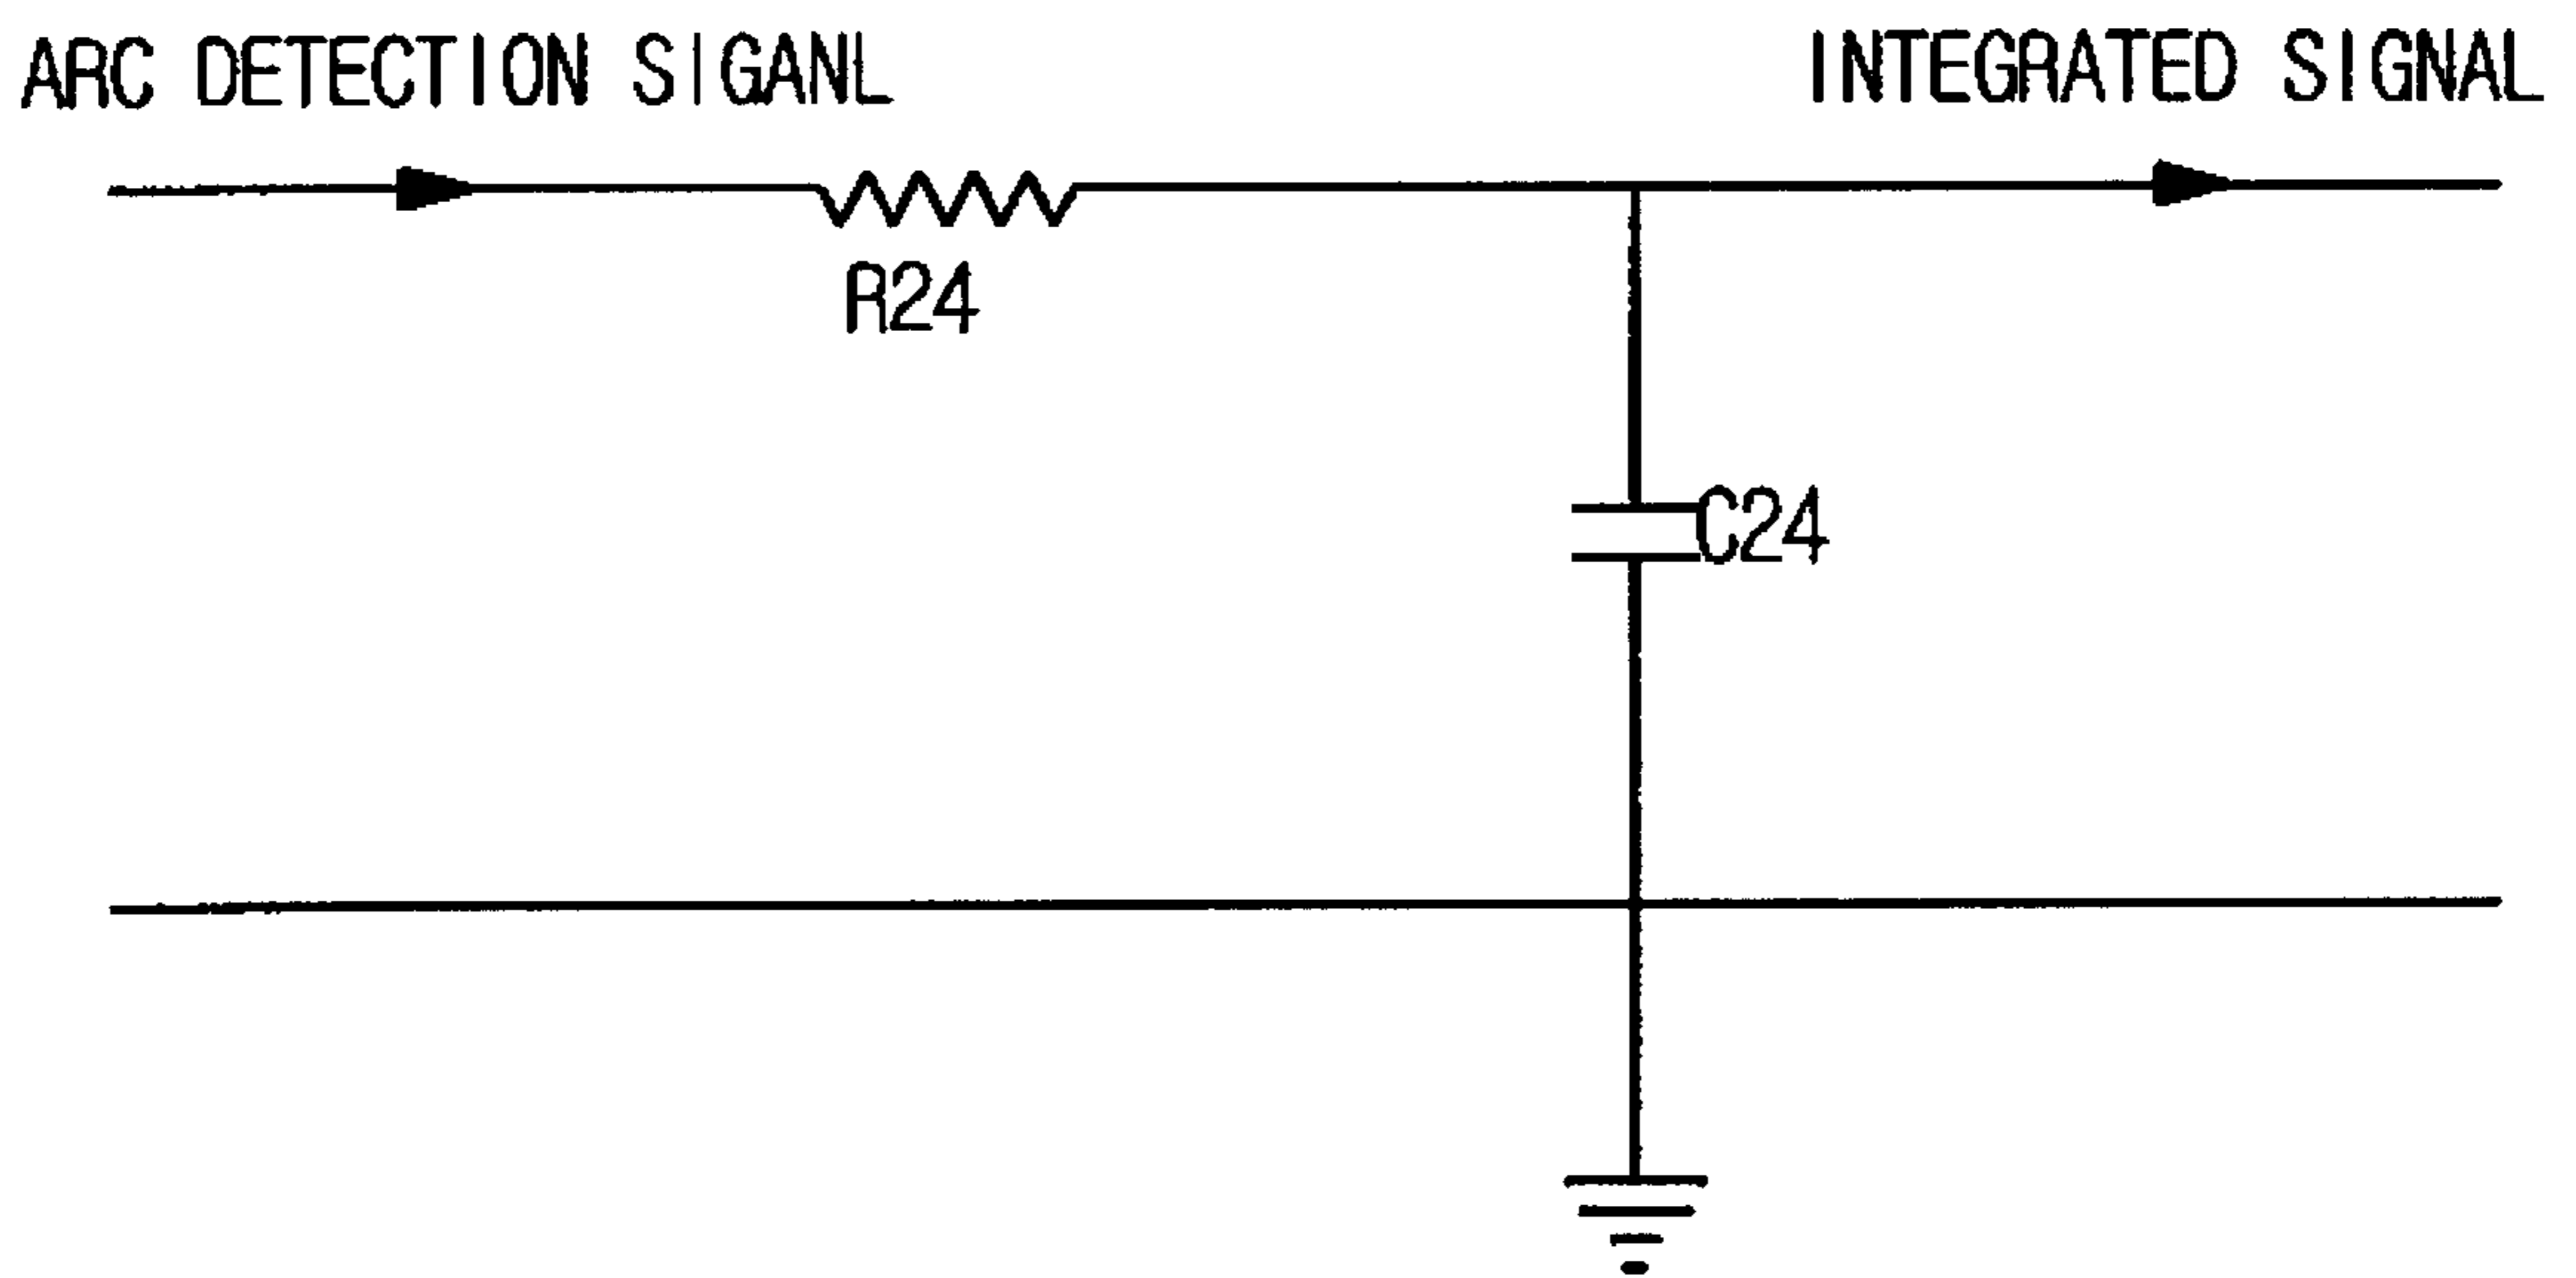 ARC DETECTION SIGANL
INTEGRATED SIGNAL
R24
C24